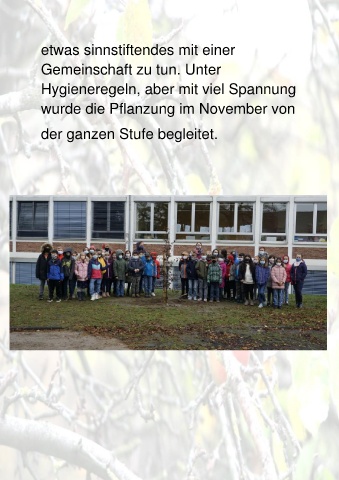 etwas sinnstiftendes mit einer
Gemeinschaft zu tun. Unter
Hygieneregeln, aber mit viel Spannung
wurde die Pflanzung im November von
der ganzen Stufe begleitet.